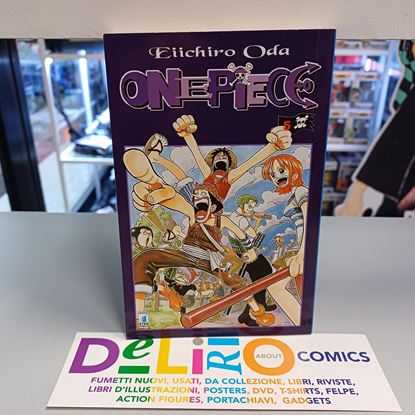 Eiichiro Oda
ONE PIECE
5
STAR
DeLiRiO ABOUT COMICS
FUMETTI NUOVI, USATI, DA COLLEZIONE, LIBRI, RIVISTE,
LIBRI D'ILLUSTRAZIONI, POSTERS, DVD, T-SHIRTS, FELPE,
ACTION FIGURES, PORTACHIAVI, GADGETS